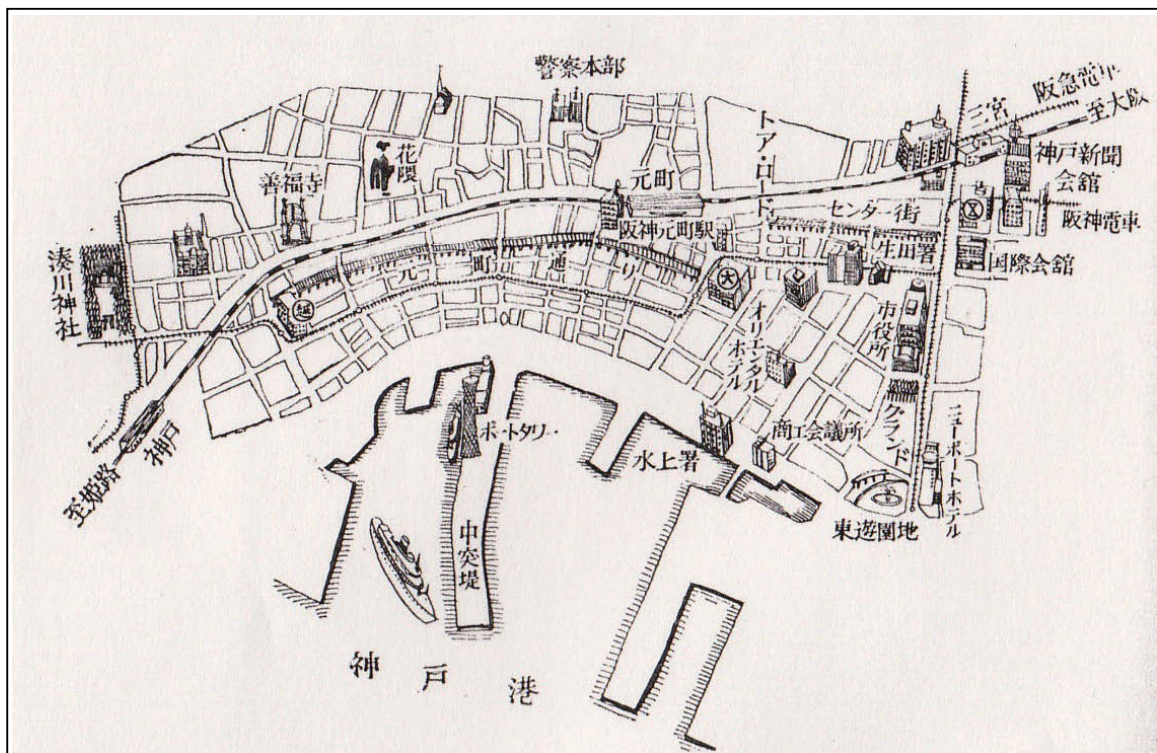 警察本部
阪急電車
至大阪
三宮
トア・ロード
神戸新聞
会舘
花隈
元町
善福寺
センター街
阪神電車
阪神元町駅
生田署
国際会舘
湊川神社
元町通り
大
市役所
オリエンタル
ホテル
ポートタワー
商工会議所
グランド
水上署
ニューポートホテル
神戸
至姫路
東遊園地
中突堤
神戸港